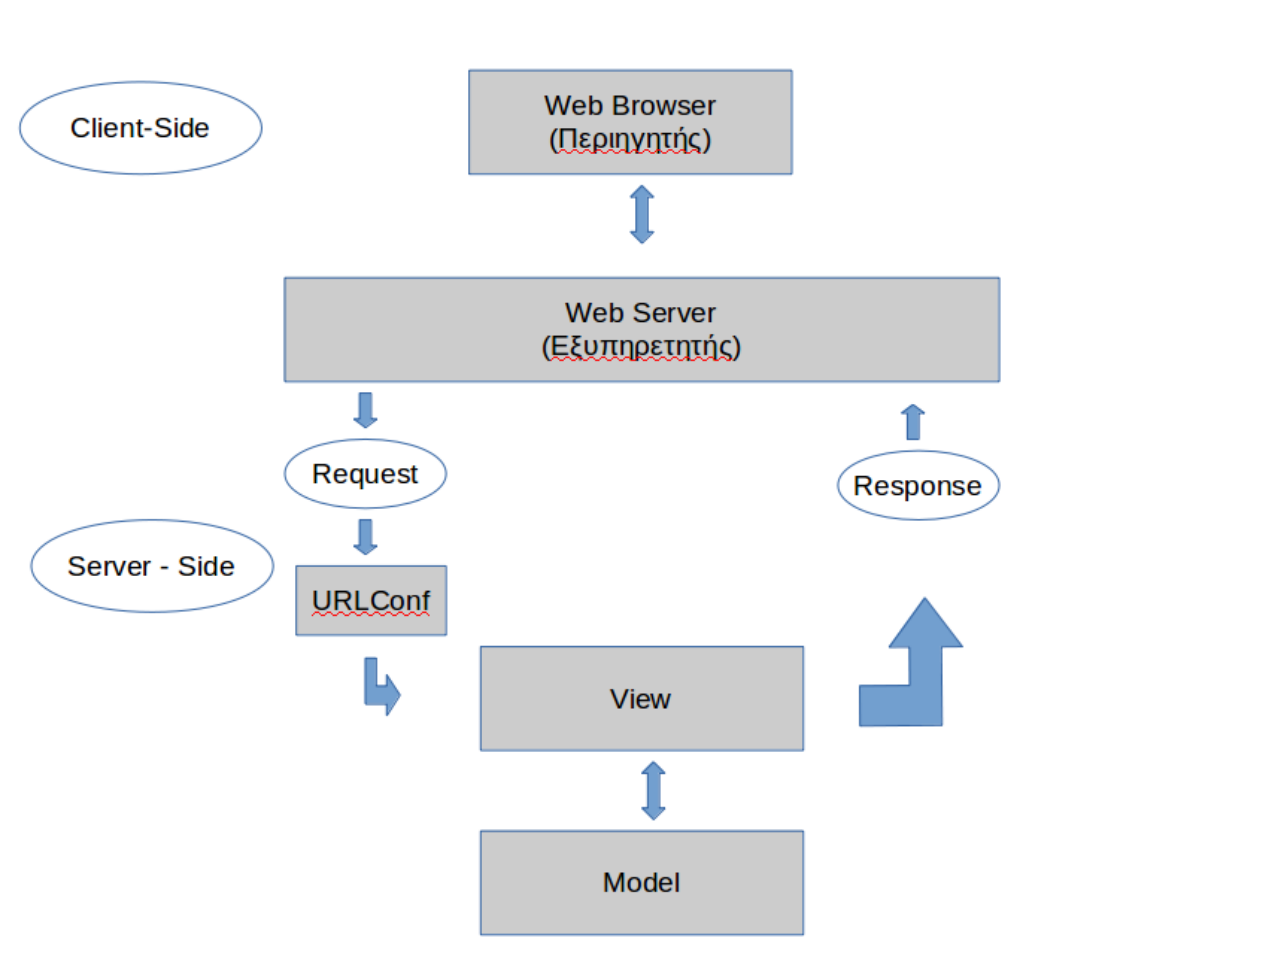 Client-Side
Web Browser
(Περιηγητής)
Web Server
(Εξυπηρετητής)
Request
Response
Server - Side
URLConf
View
Model